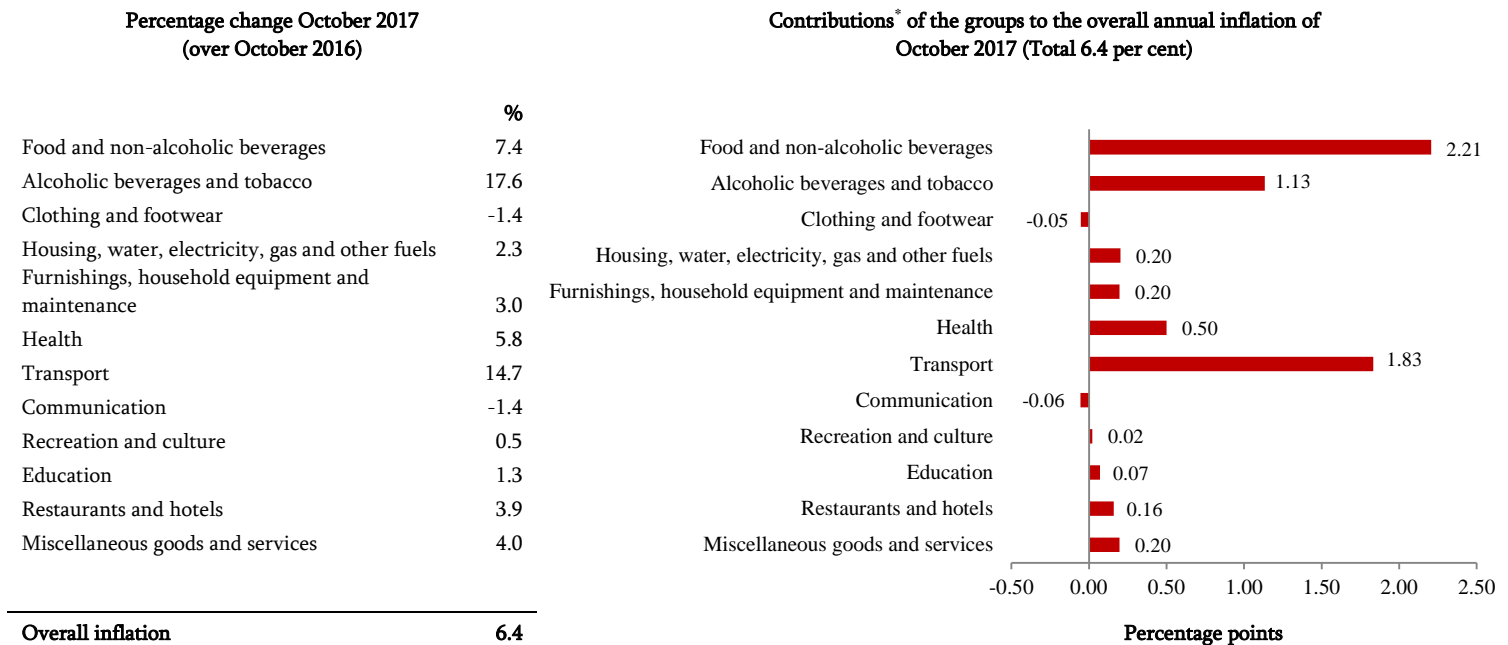 Percentage change October 2017
(over October 2016)
%
Food and non-alcoholic beverages 7.4
Alcoholic beverages and tobacco 17.6
Clothing and footwear -1.4
Housing, water, electricity, gas and other fuels 2.3
Furnishings, household equipment and
maintenance 3.0
Health 5.8
Transport 14.7
Communication -1.4
Recreation and culture 0.5
Education 1.3
Restaurants and hotels 3.9
Miscellaneous goods and services 4.0
Overall inflation 6.4
Contributions* of the groups to the overall annual inflation of
October 2017 (Total 6.4 per cent)
Food and non-alcoholic beverages 2.21
Alcoholic beverages and tobacco 1.13
Clothing and footwear -0.05
Housing, water, electricity, gas and other fuels 0.20
Furnishings, household equipment and maintenance 0.20
Health 0.50
Transport 1.83
Communication -0.06
Recreation and culture 0.02
Education 0.07
Restaurants and hotels 0.16
Miscellaneous goods and services 0.20
-0.50 0.00 0.50 1.00 1.50 2.00 2.50
Percentage points